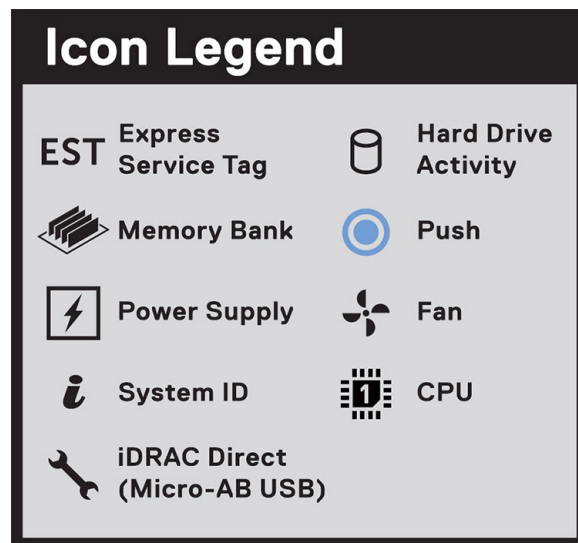 Icon Legend
EST Express
Service Tag
Hard Drive
Activity
Memory Bank
Push
Power Supply
Fan
i System ID
1 CPU
iDRAC Direct
(Micro-AB USB)